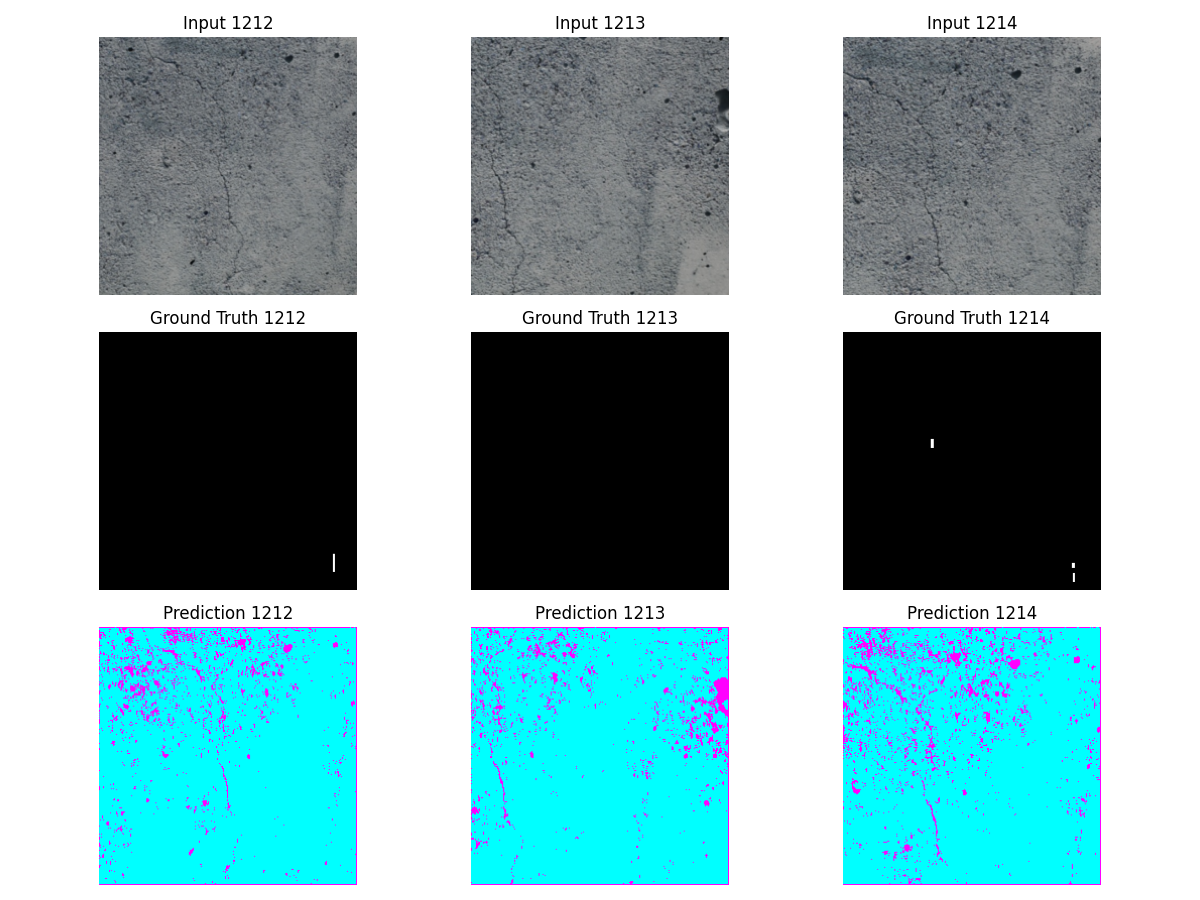 Input 1212
Input 1213
Input 1214
Ground Truth 1212
Ground Truth 1213
Ground Truth 1214
Prediction 1212
Prediction 1213
Prediction 1214